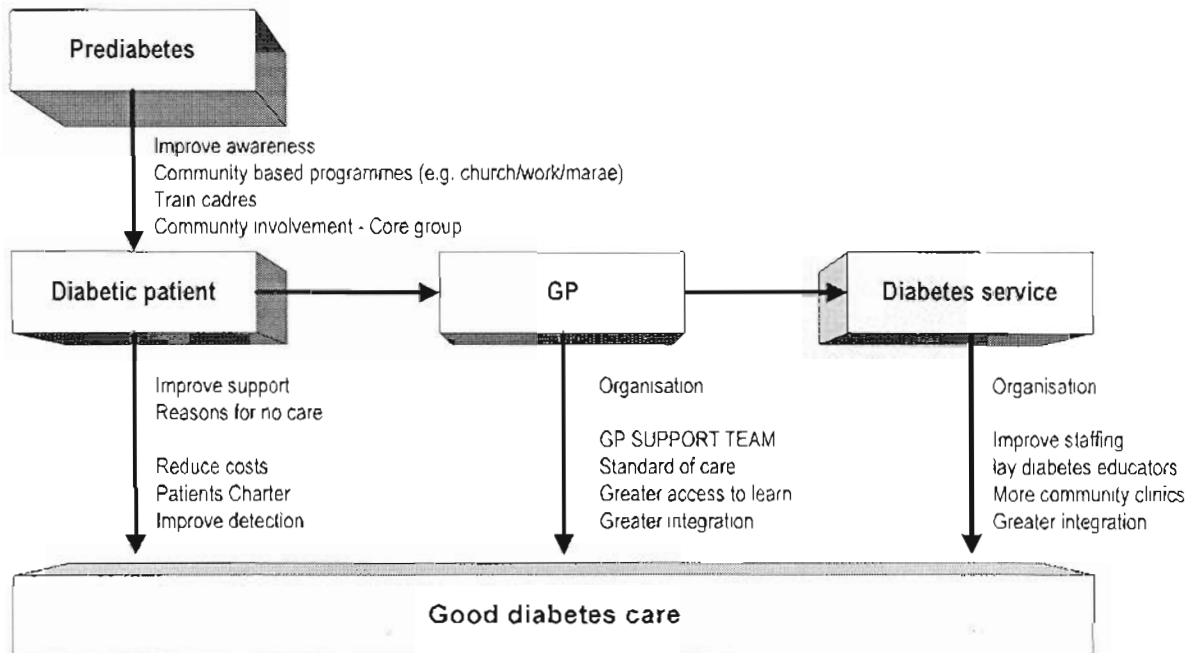 Prediabetes
Improve awareness
Community based programmes (e.g. church/work/marae)
Train cadres
Community involvement - Core group
Diabetic patient
GP
Diabetes service
Improve support
Reasons for no care
Reduce costs
Patients Charter
Improve detection
Organisation
GP SUPPORT TEAM
Standard of care
Greater access to learn
Greater integration
Organisation
Improve staffing
lay diabetes educators
More community clinics
Greater integration
Good diabetes care